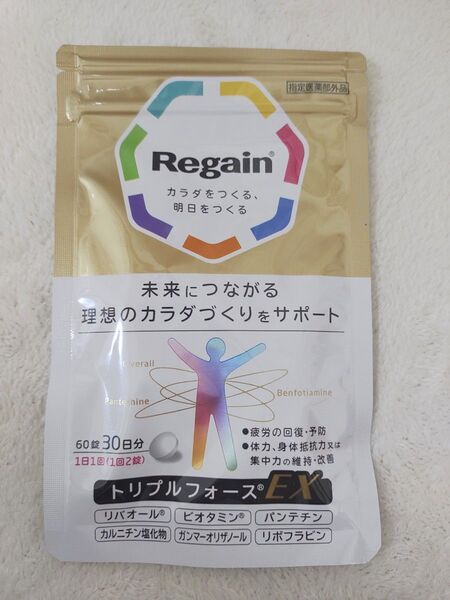 指定医薬部外品
Regain®
カラダをつくる、
明日をつくる
未来につながる
理想のカラダづくりをサポート
Overall
Pantethine
Benfotiamine
60錠 30日分
1日1回(1回2錠)
●疲労の回復・予防
●体力、身体抵抗力又は
集中力の維持・改善
トリプルフォース®EX
リバオール® ビオタミン® パンテチン
カルニチン塩化物 ガンマーオリザノール リボフラビン